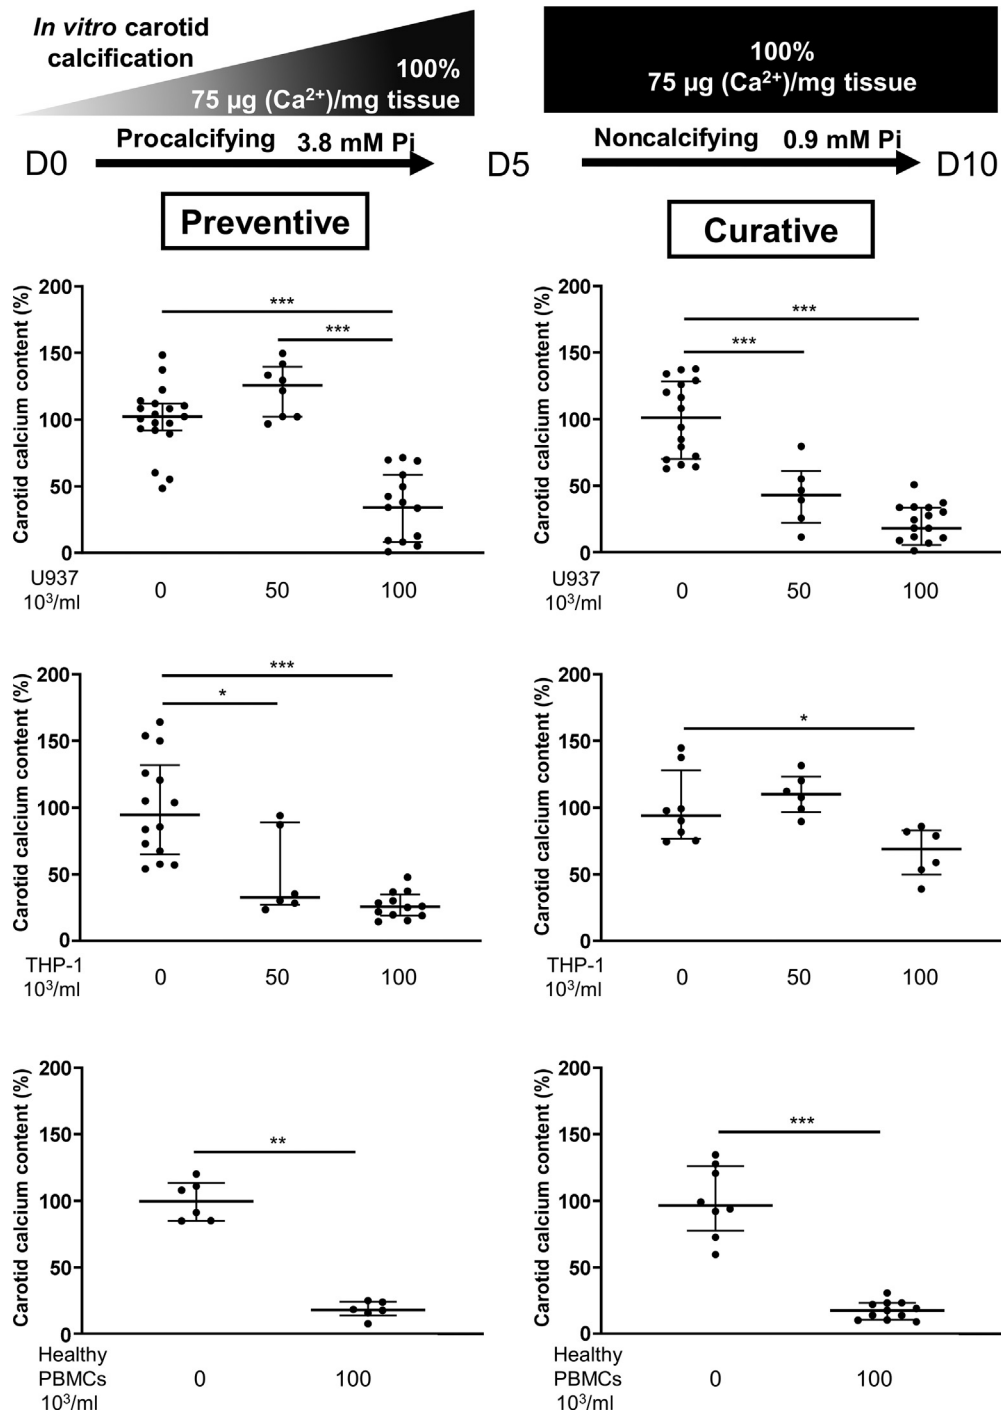 In vitro carotid
calcification
100%
75 µg (Ca²⁺)/mg tissue
100%
75 µg (Ca²⁺)/mg tissue
D0
Procalcifying 3.8 mM Pi
D5
Noncalcifying 0.9 mM Pi
D10
Preventive
Curative
Carotid calcium content (%)
200
150
100
50
0
***
***
U937
10³/ml
0 50 100
Carotid calcium content (%)
200
150
100
50
0
***
***
U937
10³/ml
0 50 100
Carotid calcium content (%)
200
150
100
50
0
***
*
THP-1
10³/ml
0 50 100
Carotid calcium content (%)
200
150
100
50
0
*
THP-1
10³/ml
0 50 100
Carotid calcium content (%)
200
150
100
50
0
**
Healthy
PBMCs
10³/ml
0 100
Carotid calcium content (%)
200
150
100
50
0
***
Healthy
PBMCs
10³/ml
0 100